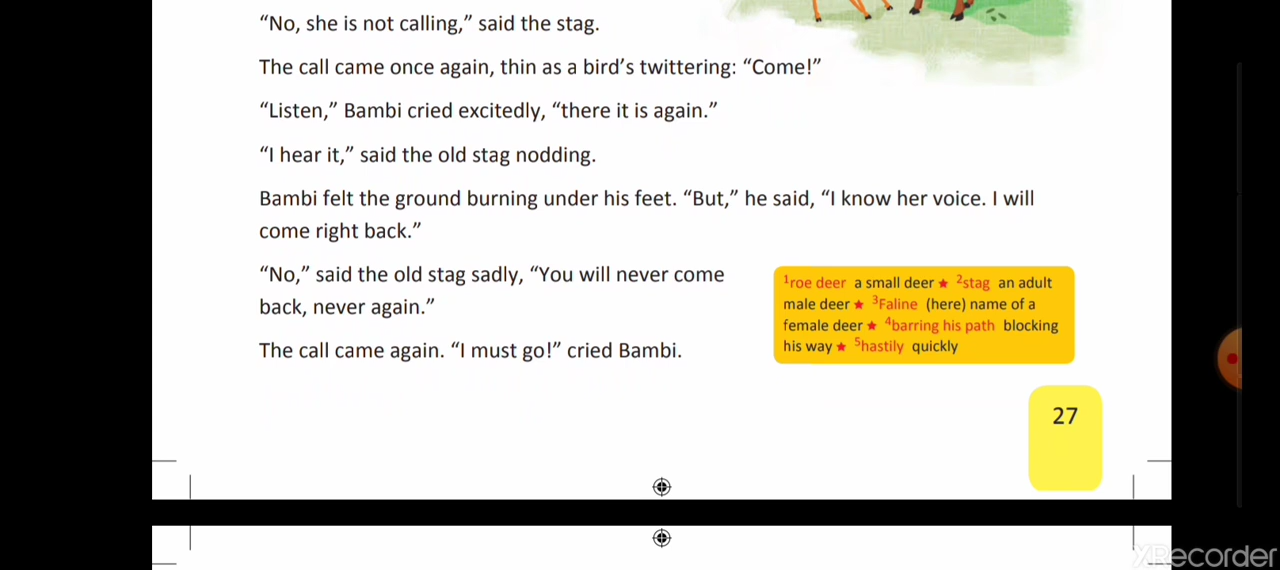 “No, she is not calling,” said the stag.
The call came once again, thin as a bird’s twittering: “Come!”
“Listen,” Bambi cried excitedly, “there it is again.”
“I hear it,” said the old stag nodding.
Bambi felt the ground burning under his feet. “But,” he said, “I know her voice. I will
come right back.”
“No,” said the old stag sadly, “You will never come
back, never again.”
The call came again. “I must go!” cried Bambi.
¹roe deer a small deer ★ ²stag an adult
male deer ★ ³Faline (here) name of a
female deer ★ ⁴barring his path blocking
his way ★ ⁵hastily quickly
27
XRecorder